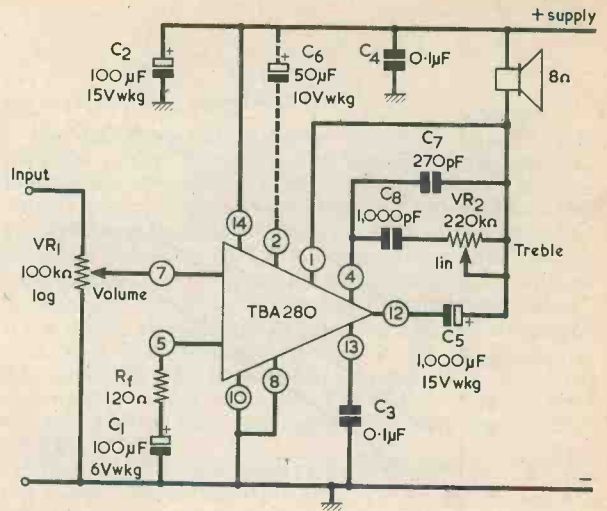 + supply
C2
100µF
15Vwkg
+
C6
50µF
10Vwkg
+
C4
0·1µF
8Ω
C7
270pF
C8
1,000pF
VR2
220kΩ
lin
Treble
Input
VR1
100kΩ
log
Volume
14
2
1
7
4
TBA280
12
5
13
C5
+
1,000µF
15Vwkg
Rf
120Ω
10
8
C3
0·1µF
C1
+
100µF
6Vwkg
−